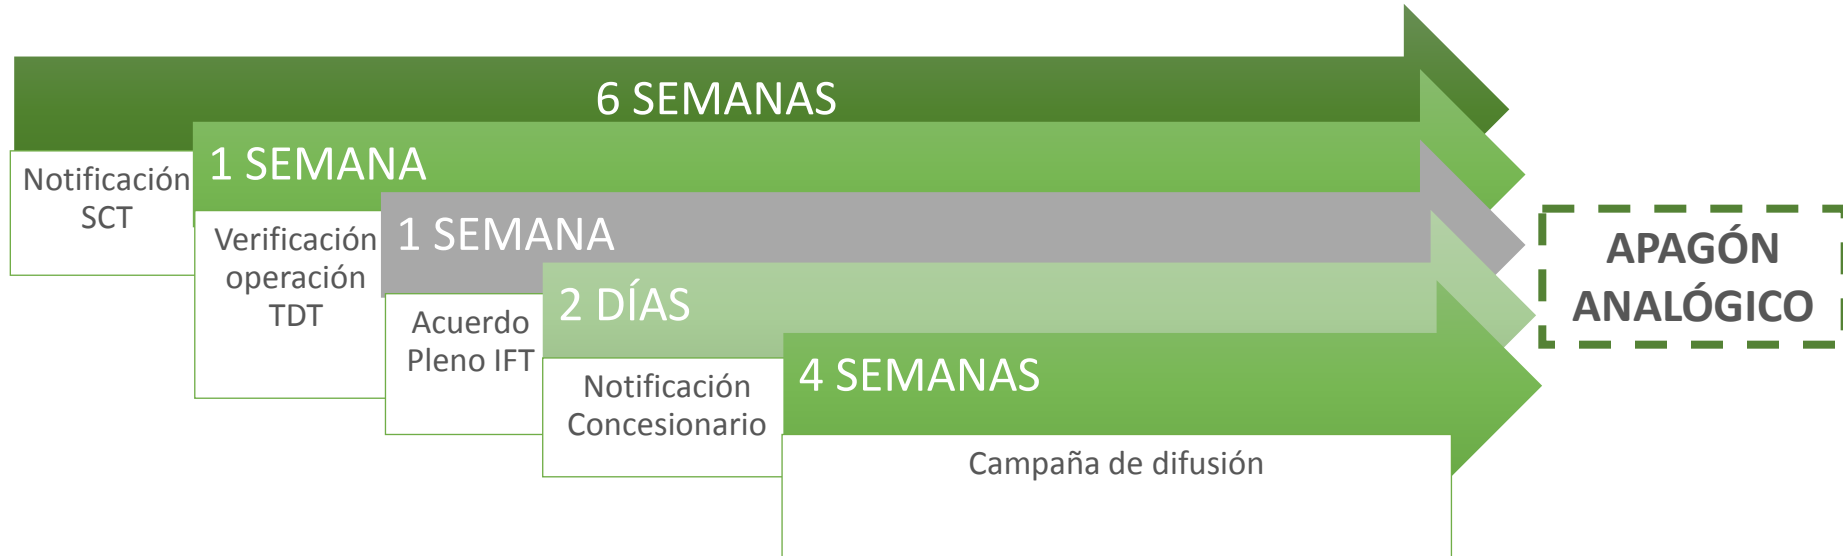 6 SEMANAS
Notificación
SCT
1 SEMANA
Verificación
operación
TDT
1 SEMANA
Acuerdo
Pleno IFT
2 DÍAS
Notificación
Concesionario
4 SEMANAS
Campaña de difusión
APAGÓN
ANALÓGICO